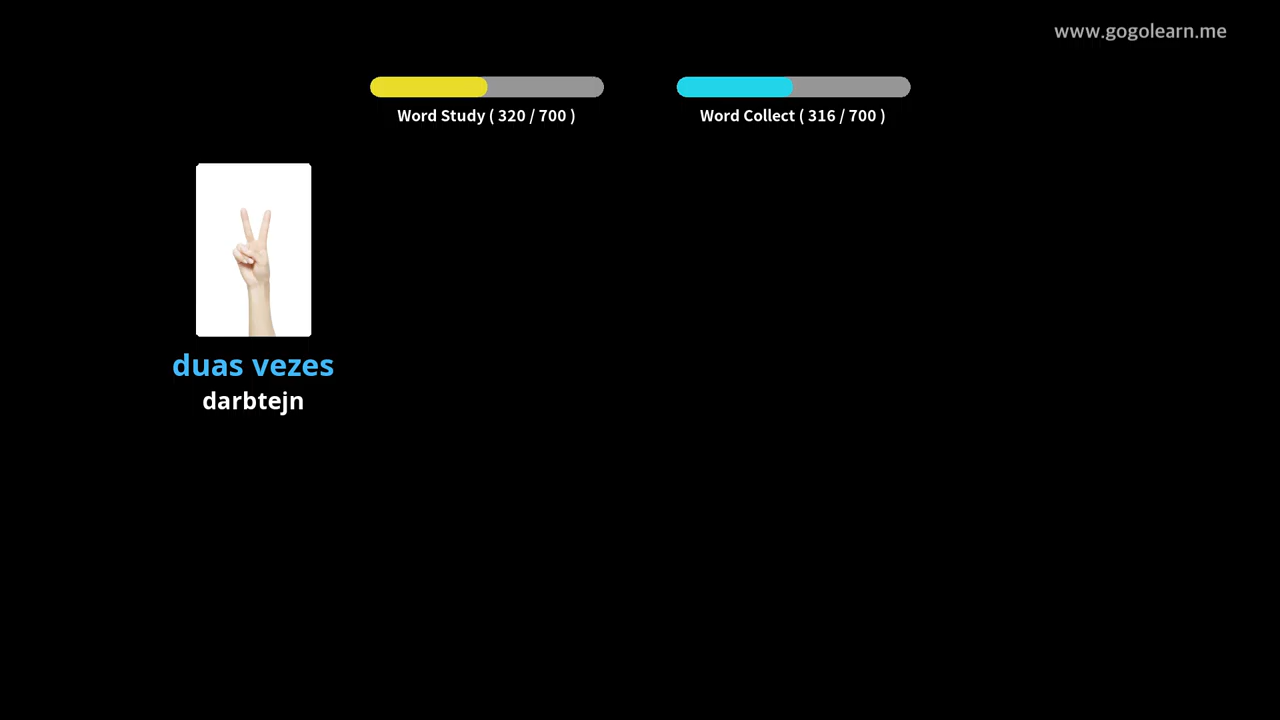 www.gogolearn.me
Word Study ( 320 / 700 )
Word Collect ( 316 / 700 )
duas vezes
darbtejn